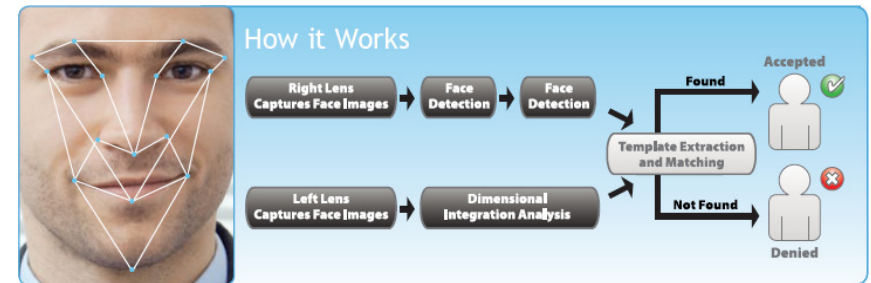 How it Works
Right Lens
Captures Face Images
Face
Detection
Face
Detection
Left Lens
Captures Face Images
Dimensional
Integration Analysis
Template Extraction
and Matching
Found
Accepted
Not Found
Denied